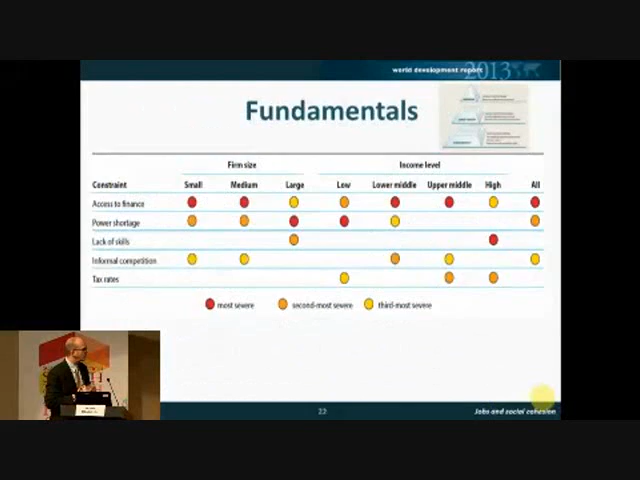 world development report 2013
Fundamentals
Firm size Income level
Constraint Small Medium Large Low Lower middle Upper middle High All
Access to finance
Power shortage
Lack of skills
Informal competition
Tax rates
most severe second-most severe third-most severe
22 Jobs and social cohesion